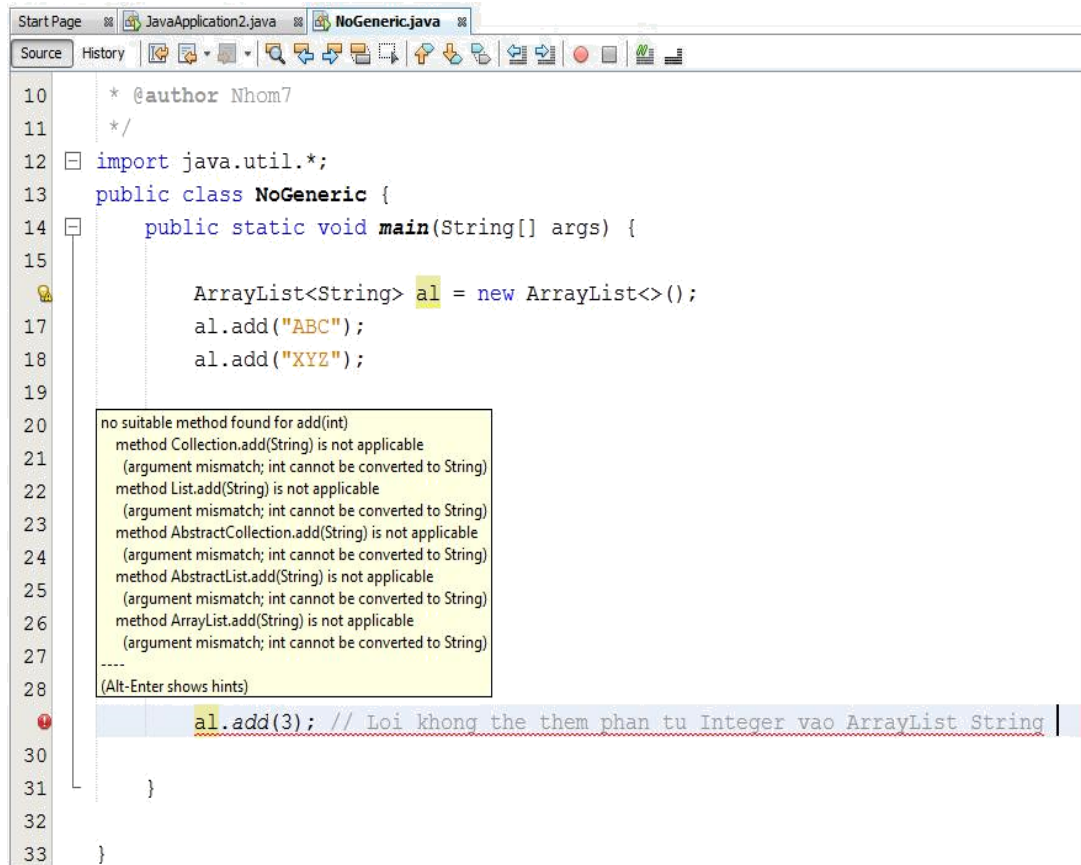 Start Page JavaApplication2.java NoGeneric.java
Source History
10 * @author Nhom7
11 */
12 import java.util.*;
13 public class NoGeneric {
14 public static void main(String[] args) {
15
ArrayList<String> al = new ArrayList<>();
17 al.add("ABC");
18 al.add("XYZ");
19
20 no suitable method found for add(int)
method Collection.add(String) is not applicable
21 (argument mismatch; int cannot be converted to String)
22 method List.add(String) is not applicable
(argument mismatch; int cannot be converted to String)
23 method AbstractCollection.add(String) is not applicable
24 (argument mismatch; int cannot be converted to String)
method AbstractList.add(String) is not applicable
25 (argument mismatch; int cannot be converted to String)
26 method ArrayList.add(String) is not applicable
(argument mismatch; int cannot be converted to String)
27 ----
28 (Alt-Enter shows hints)
al.add(3); // Loi khong the them phan tu Integer vao ArrayList String
30
31 }
32
33 }